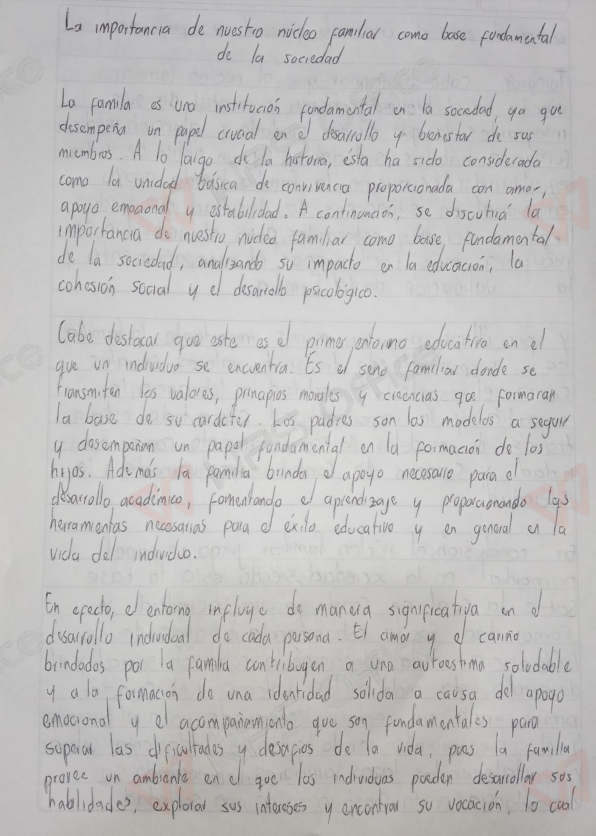 La importancia de nuestro núcleo familiar como base fundamental
de la sociedad
La familia es una institución fundamental en la sociedad, ya que
desempeña un papel crucial en el desarrollo y bienestar de sus
miembros. A lo largo de la historia, ésta ha sido considerada
como la unidad básica de convivencia proporcionada con amor,
apoyo emocional y estabilidad. A continuación, se discutirá la
importancia de nuestro núcleo familiar como base fundamental
de la sociedad, analizando su impacto en la educación, la
cohesión social y el desarrollo psicológico.
Cabe destacar que este es el primer entorno educativo en el
que un individuo se encuentra. Es el seno familiar donde se
transmiten los valores, principios morales y creencias que formaran
la base de su carácter. Los padres son los modelos a seguir
y desempeñan un papel fundamental en la formación de los
hijos. Además la familia brinda el apoyo necesario para el
desarrollo académico, fomentando el aprendizaje y proporcionando las
herramientas necesarias para el éxito educativo y en general en la
vida del individuo.
En efecto, el entorno influye de manera significativa en el
desarrollo individual de cada persona. El amor y el cariño
brindados por la familia contribuyen a una autoestima saludable
y a la formación de una identidad sólida a causa del apoyo
emocional y el acompañamiento que son fundamentales para
superar las dificultades y desafios de la vida, pues la familia
provee un ambiente en el que los individuos pueden desarrollar sus
habilidades, explorar sus intereses y encontrar su vocación, lo cual